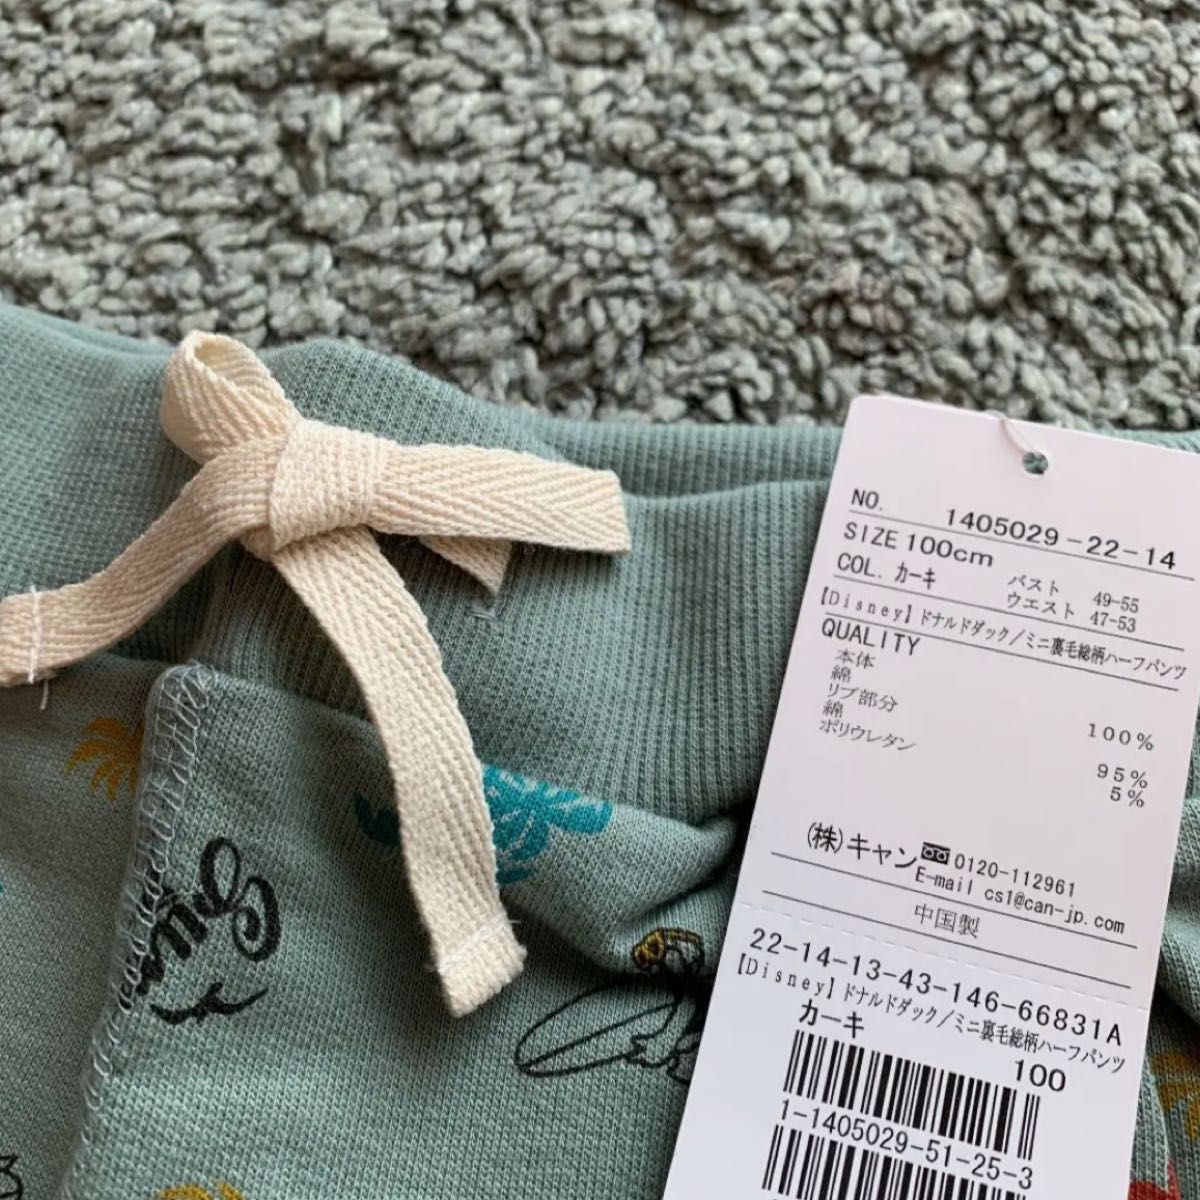 NO. 1405029-22-14
SIZE 100cm
バスト 49-55
COL. カーキ
ウエスト 47-53
【Disney】ドナルドダック／ミニ裏毛総柄ハーフパンツ
QUALITY
本体
綿 100%
リブ部分
綿 95%
ポリウレタン 5%
(株)キャン 0120-112961
E-mail cs1@can-jp.com
中国製
22-14-13-43-146-66831A
【Disney】ドナルドダック／ミニ裏毛総柄ハーフパンツ
カーキ 100
1-1405029-51-25-3